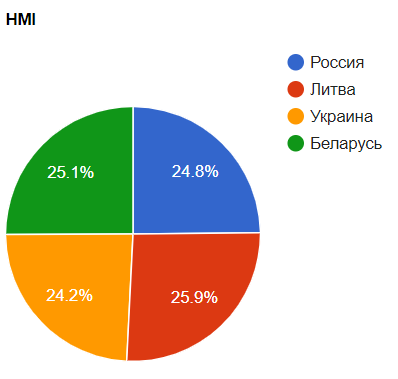 HMI
Россия
Литва
Украина
Беларусь
25.1%
24.8%
24.2%
25.9%